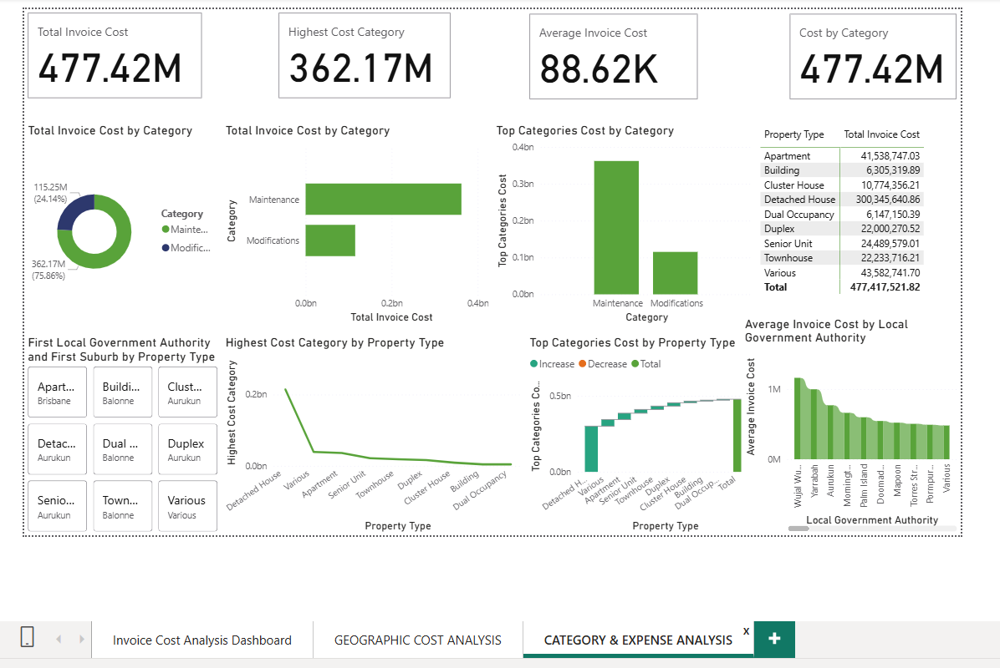 Total Invoice Cost
477.42M
Highest Cost Category
362.17M
Average Invoice Cost
88.62K
Cost by Category
477.42M
Total Invoice Cost by Category
115.25M
(24.14%)
362.17M
(75.86%)
Category
Mainte...
Modific...
Total Invoice Cost by Category
Category
Maintenance
Modifications
0.0bn 0.2bn 0.4bn
Total Invoice Cost
Top Categories Cost by Category
Top Categories Cost
0.4bn
0.3bn
0.2bn
0.1bn
0.0bn
Maintenance Modifications
Category
Property Type Total Invoice Cost
Apartment 41,538,747.03
Building 6,305,319.89
Cluster House 10,774,356.21
Detached House 300,345,640.86
Dual Occupancy 6,147,150.39
Duplex 22,000,270.52
Senior Unit 24,489,579.01
Townhouse 22,233,716.21
Various 43,582,741.70
Total 477,417,521.82
First Local Government Authority
and First Suburb by Property Type
Apart...
Brisbane
Buildi...
Balonne
Clust...
Aurukun
Detac...
Aurukun
Dual ...
Balonne
Duplex
Aurukun
Senio...
Aurukun
Town...
Balonne
Various
Various
Highest Cost Category by Property Type
Highest Cost Category
0.2bn
0.0bn
Detached House
Various
Apartment
Senior Unit
Townhouse
Duplex
Cluster House
Building
Dual Occupancy
Property Type
Top Categories Cost by Property Type
Increase Decrease Total
Top Categories Co...
0.5bn
0.0bn
Detached H...
Various
Apartment
Senior Unit
Townhouse
Duplex
Cluster House
Building
Dual Occup...
Total
Property Type
Average Invoice Cost by Local
Government Authority
Average Invoice Cost
1M
0M
Wujal Wu...
Yarrabah
Aurukun
Morningt...
Palm Island
Doomad...
Mapoon
Torres Str...
Pormpur...
Various
Local Government Authority
Invoice Cost Analysis Dashboard
GEOGRAPHIC COST ANALYSIS
CATEGORY & EXPENSE ANALYSIS
x
+